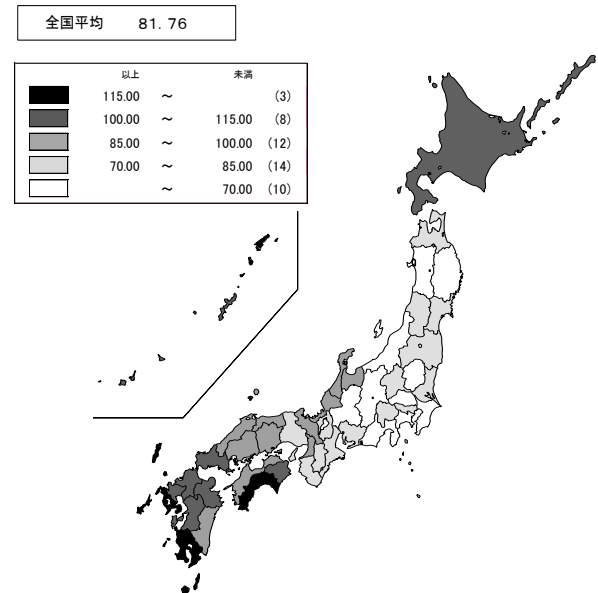 全国平均 81.76
以上 未満
115.00 ～ (3)
100.00 ～ 115.00 (8)
85.00 ～ 100.00 (12)
70.00 ～ 85.00 (14)
～ 70.00 (10)